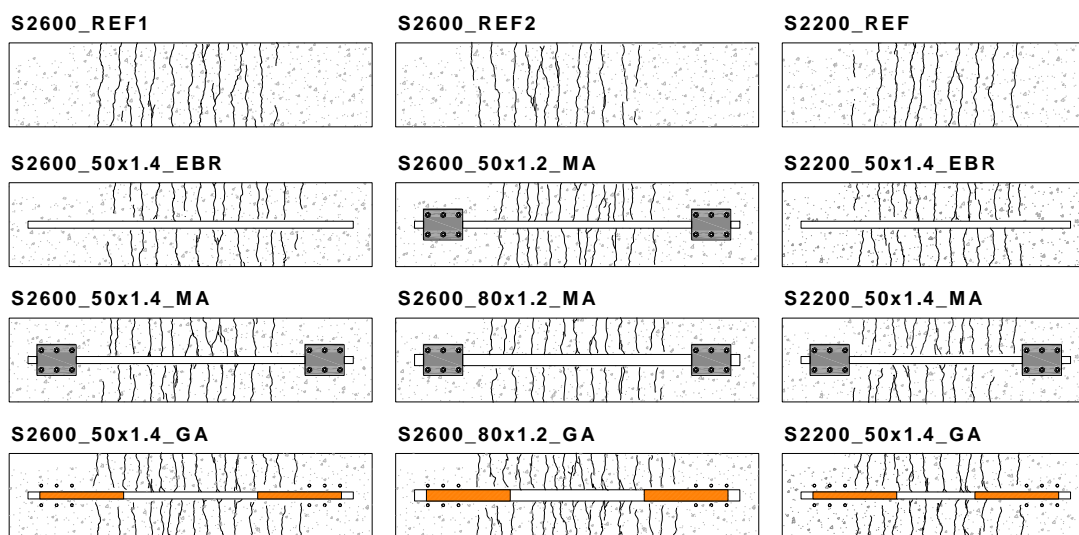 S2600_REF1
S2600_REF2
S2200_REF
S2600_50x1.4_EBR
S2600_50x1.2_MA
S2200_50x1.4_EBR
S2600_50x1.4_MA
S2600_80x1.2_MA
S2200_50x1.4_MA
S2600_50x1.4_GA
S2600_80x1.2_GA
S2200_50x1.4_GA